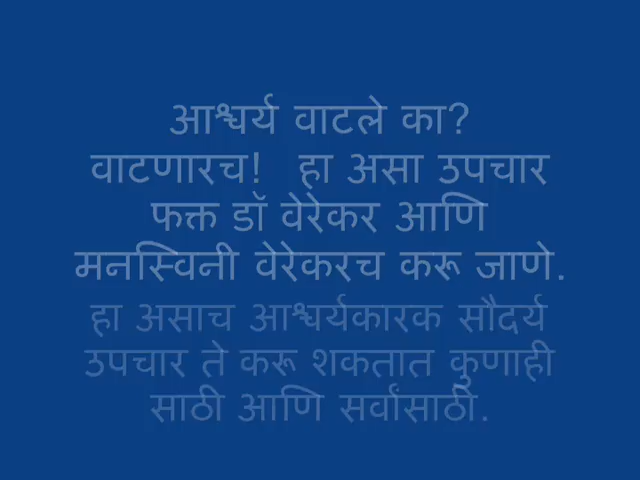 आश्चर्य वाटले का?
वाटणारच! हा असा उपचार
फक्त डॉ वेरेकर आणि
मनस्विनी वेरेकरच करू जाणे.
हा असाच आश्चर्यकारक सौदर्य
उपचार ते करू शकतात कुणाही
साठी आणि सर्वांसाठी.